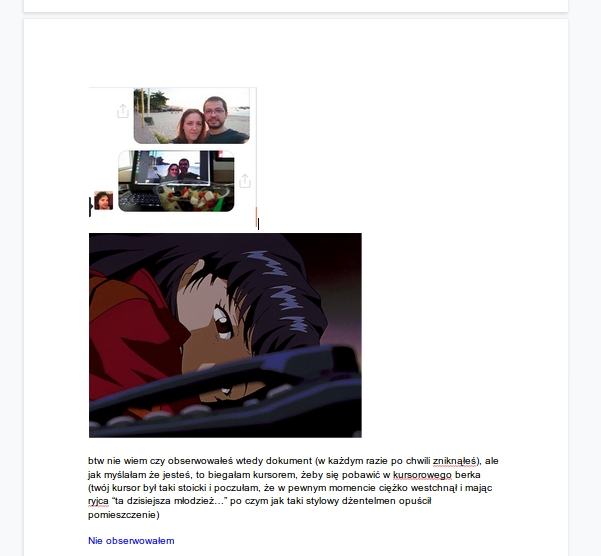 btw nie wiem czy obserwowałeś wtedy dokument (w każdym razie po chwili zniknąłeś), ale
jak myślałam że jesteś, to biegałam kursorem, żeby się pobawić w kursorowego berka
(twój kursor był taki stoicki i poczułam, że w pewnym momencie ciężko westchnął i mając
ryjca “ta dzisiejsza młodzież…” po czym jak taki stylowy dżentelmen opuścił
pomieszczenie)
Nie obserwowałem